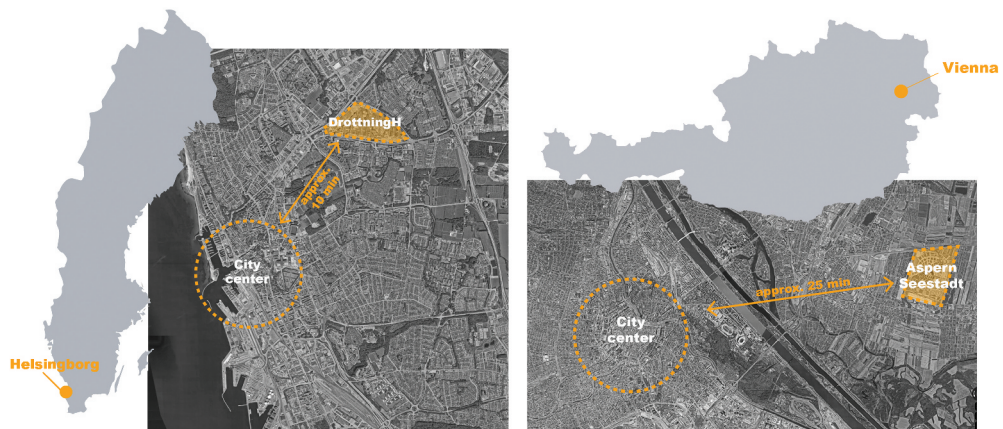 DrottningH
approx.
10 min
City
center
Helsingborg
Vienna
Aspern
Seestadt
approx. 25 min
City
center